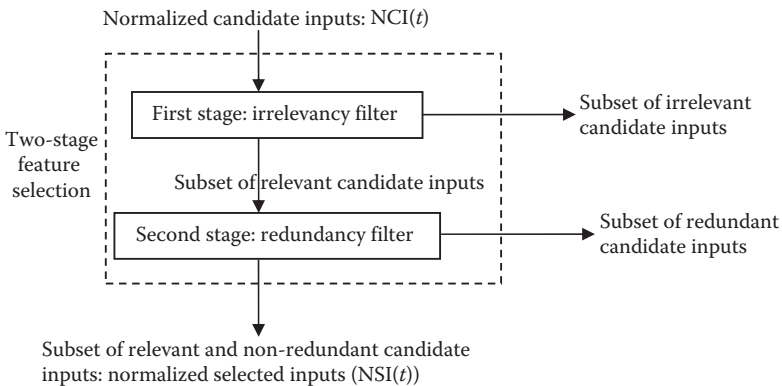 Normalized candidate inputs: NCI(t)
First stage: irrelevancy filter
Subset of irrelevant
candidate inputs
Two-stage
feature
selection
Subset of relevant candidate inputs
Second stage: redundancy filter
Subset of redundant
candidate inputs
Subset of relevant and non-redundant candidate
inputs: normalized selected inputs (NSI(t))